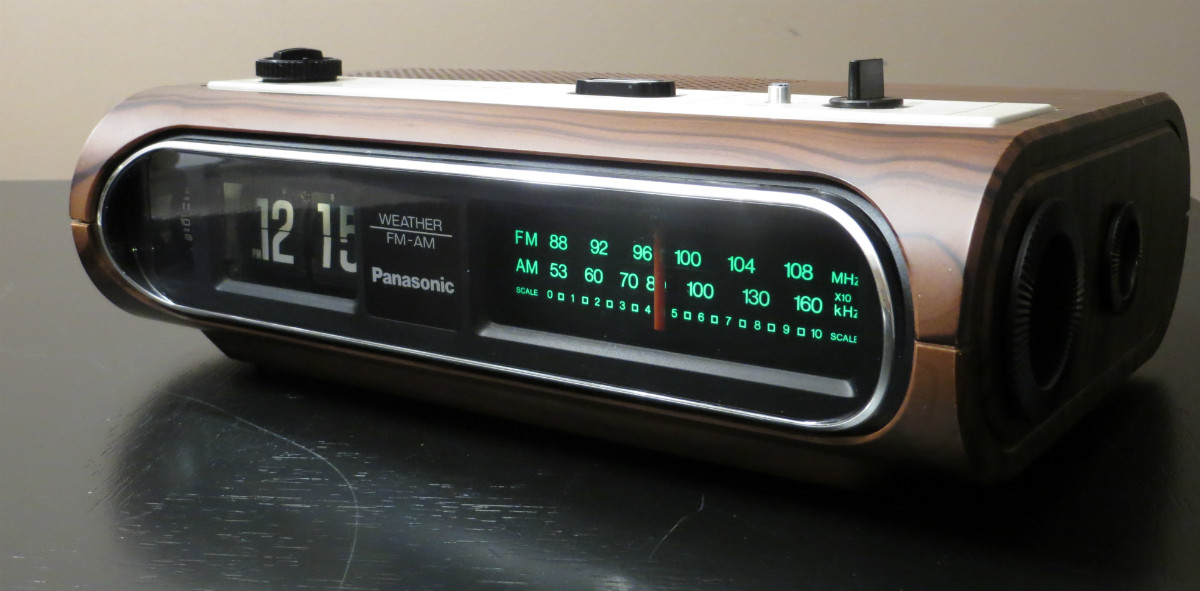 PM 12 15
WEATHER
FM-AM
Panasonic
FM 88 92 96 100 104 108 MHz
AM 53 60 70 8 100 130 160 X10 kHz
SCALE 0 1 2 3 4 5 6 7 8 9 10 SCALE